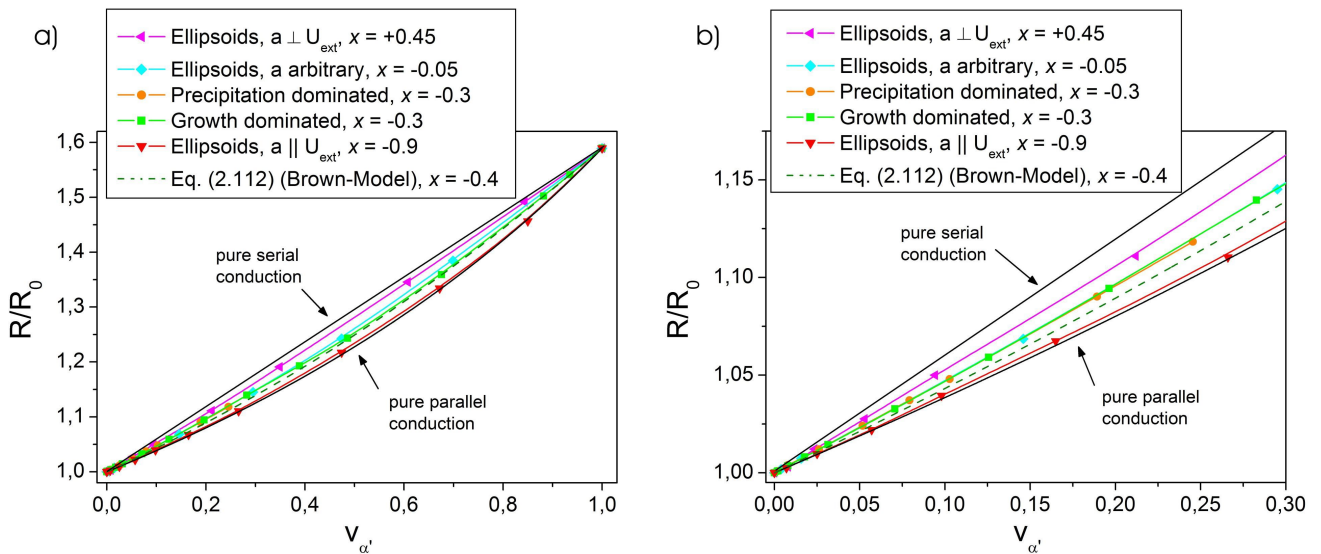 a)
Ellipsoids, a ⊥ U_ext, x = +0.45
Ellipsoids, a arbitrary, x = -0.05
Precipitation dominated, x = -0.3
Growth dominated, x = -0.3
Ellipsoids, a || U_ext, x = -0.9
Eq. (2.112) (Brown-Model), x = -0.4
1,6
1,5
1,4
1,3
1,2
1,1
1,0
R/R_0
pure serial
conduction
pure parallel
conduction
0,0 0,2 0,4 0,6 0,8 1,0
v_α'
b)
Ellipsoids, a ⊥ U_ext, x = +0.45
Ellipsoids, a arbitrary, x = -0.05
Precipitation dominated, x = -0.3
Growth dominated, x = -0.3
Ellipsoids, a || U_ext, x = -0.9
Eq. (2.112) (Brown-Model), x = -0.4
1,15
1,10
1,05
1,00
R/R_0
pure serial
conduction
pure parallel
conduction
0,00 0,05 0,10 0,15 0,20 0,25 0,30
v_α'